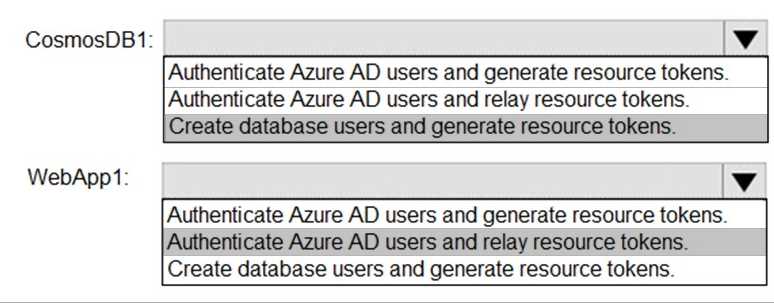 CosmosDB1:
Authenticate Azure AD users and generate resource tokens.
Authenticate Azure AD users and relay resource tokens.
Create database users and generate resource tokens.
WebApp1:
Authenticate Azure AD users and generate resource tokens.
Authenticate Azure AD users and relay resource tokens.
Create database users and generate resource tokens.